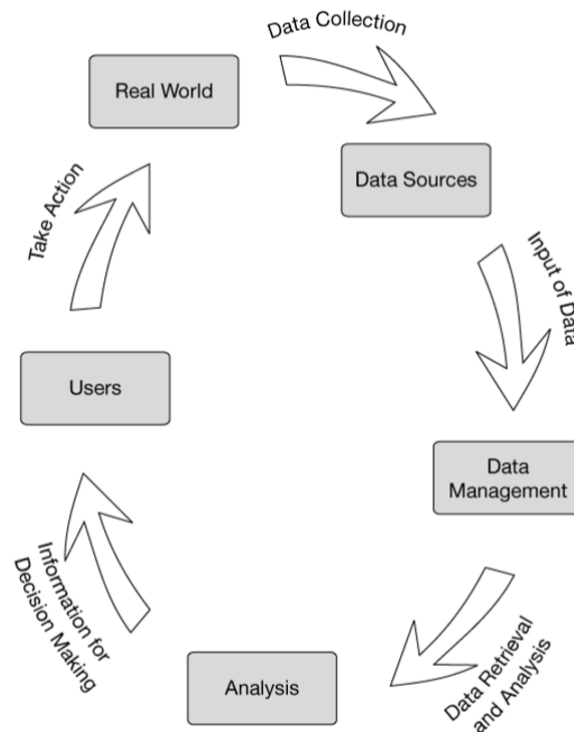 Data Collection
Real World
Data Sources
Take Action
Input of Data
Users
Data
Management
Information for
Decision Making
Data Retrieval
and Analysis
Analysis